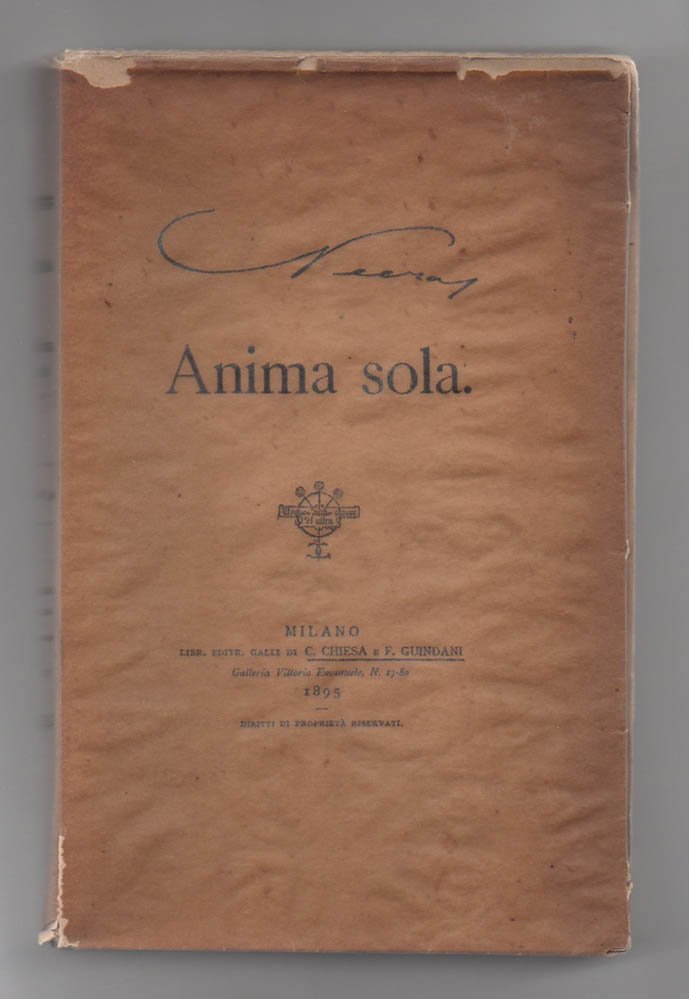 Neera
Anima sola.
MILANO
LIBR. EDITR. GALLI DI C. CHIESA E F. GUINDANI
Galleria Vittorio Emanuele, N. 17-80
1895
DIRITTI DI PROPRIETÀ RISERVATI.